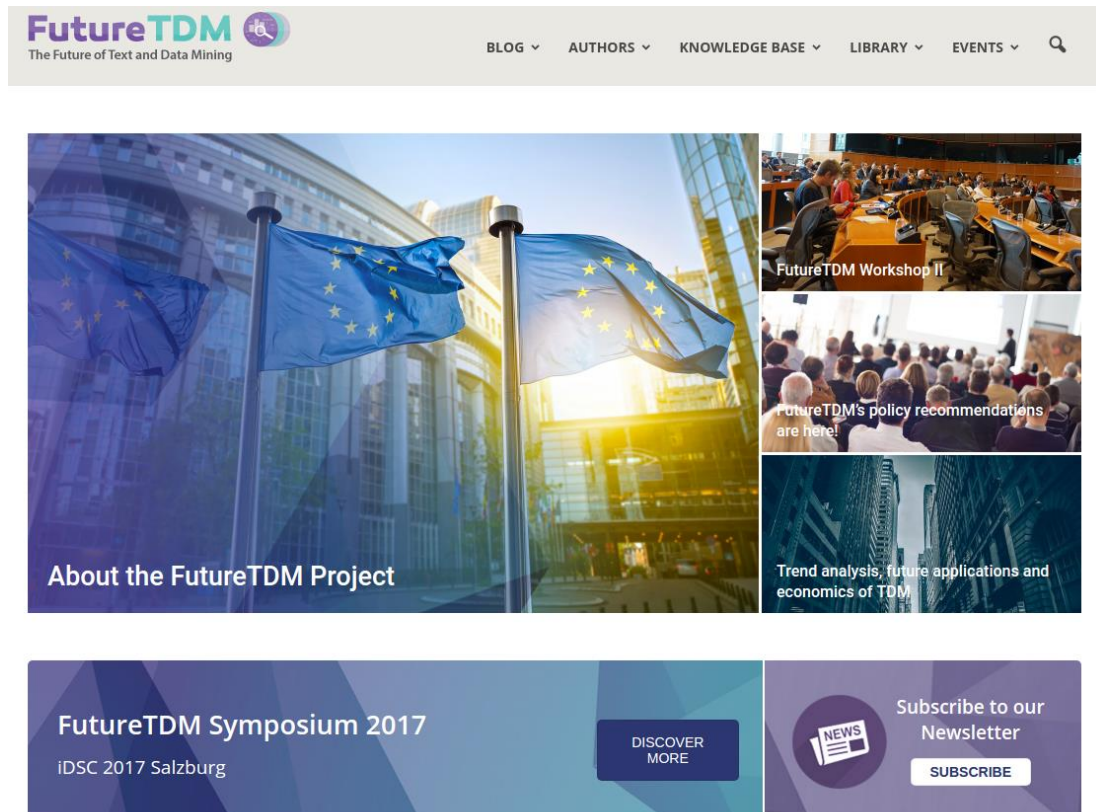 FutureTDM
The Future of Text and Data Mining
BLOG
AUTHORS
KNOWLEDGE BASE
LIBRARY
EVENTS
About the FutureTDM Project
FutureTDM Workshop II
FutureTDM's policy recommendations
are here!
Trend analysis, future applications and
economics of TDM
FutureTDM Symposium 2017
iDSC 2017 Salzburg
DISCOVER
MORE
NEWS
Subscribe to our
Newsletter
SUBSCRIBE